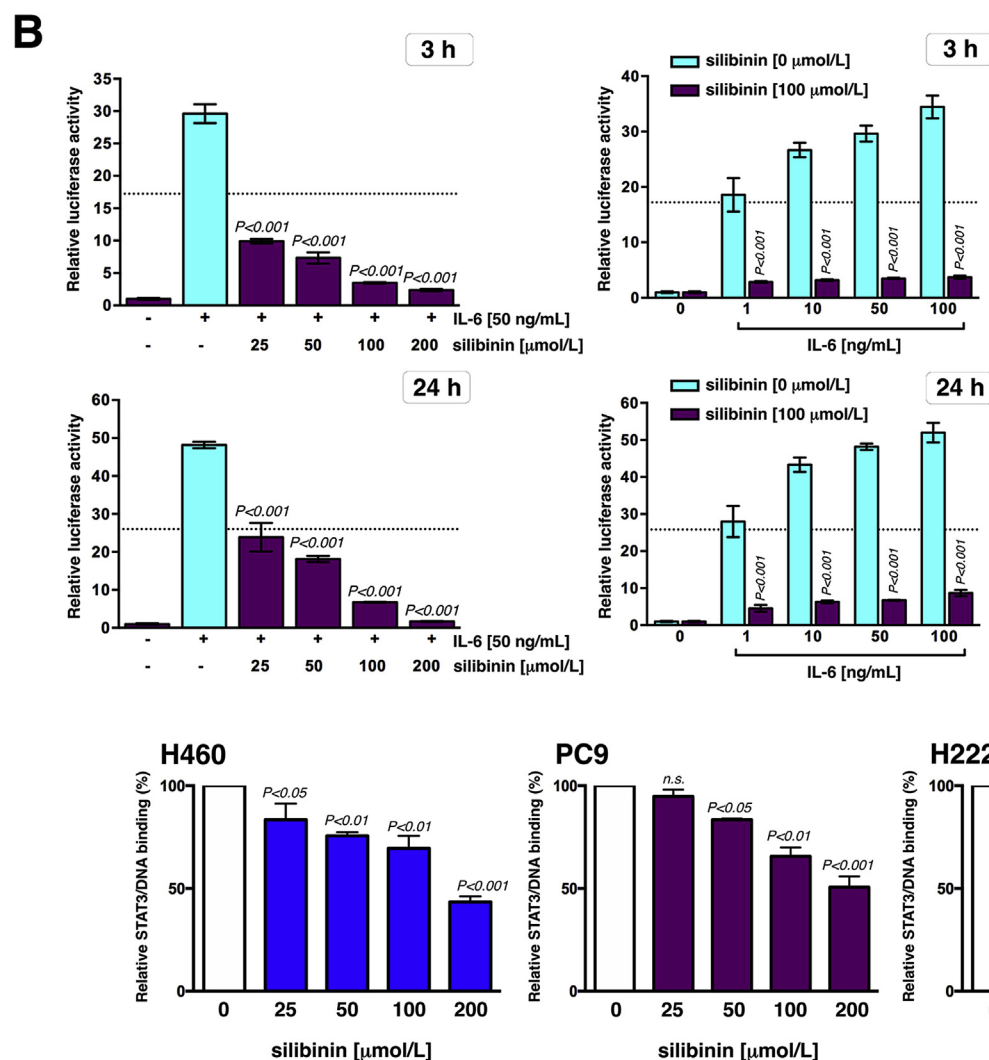 B
3 h
Relative luciferase activity
35
30
25
20
15
10
5
0
P<0.001
P<0.001
P<0.001
P<0.001
- + + + + + IL-6 [50 ng/mL]
- - 25 50 100 200 silibinin [μmol/L]
3 h
silibinin [0 μmol/L]
silibinin [100 μmol/L]
Relative luciferase activity
40
30
20
10
0
P<0.001
P<0.001
P<0.001
P<0.001
0 1 10 50 100
IL-6 [ng/mL]
24 h
Relative luciferase activity
60
50
40
30
20
10
0
P<0.001
P<0.001
P<0.001
P<0.001
- + + + + + IL-6 [50 ng/mL]
- - 25 50 100 200 silibinin [μmol/L]
24 h
silibinin [0 μmol/L]
silibinin [100 μmol/L]
Relative luciferase activity
60
50
40
30
20
10
0
P<0.001
P<0.001
P<0.001
P<0.001
0 1 10 50 100
IL-6 [ng/mL]
H460
Relative STAT3/DNA binding (%)
100
50
0
P<0.05
P<0.01
P<0.01
P<0.001
0 25 50 100 200
silibinin [μmol/L]
PC9
Relative STAT3/DNA binding (%)
100
50
0
n.s.
P<0.05
P<0.01
P<0.001
0 25 50 100 200
silibinin [μmol/L]
H222
Relative STAT3/DNA binding (%)
100
50
0